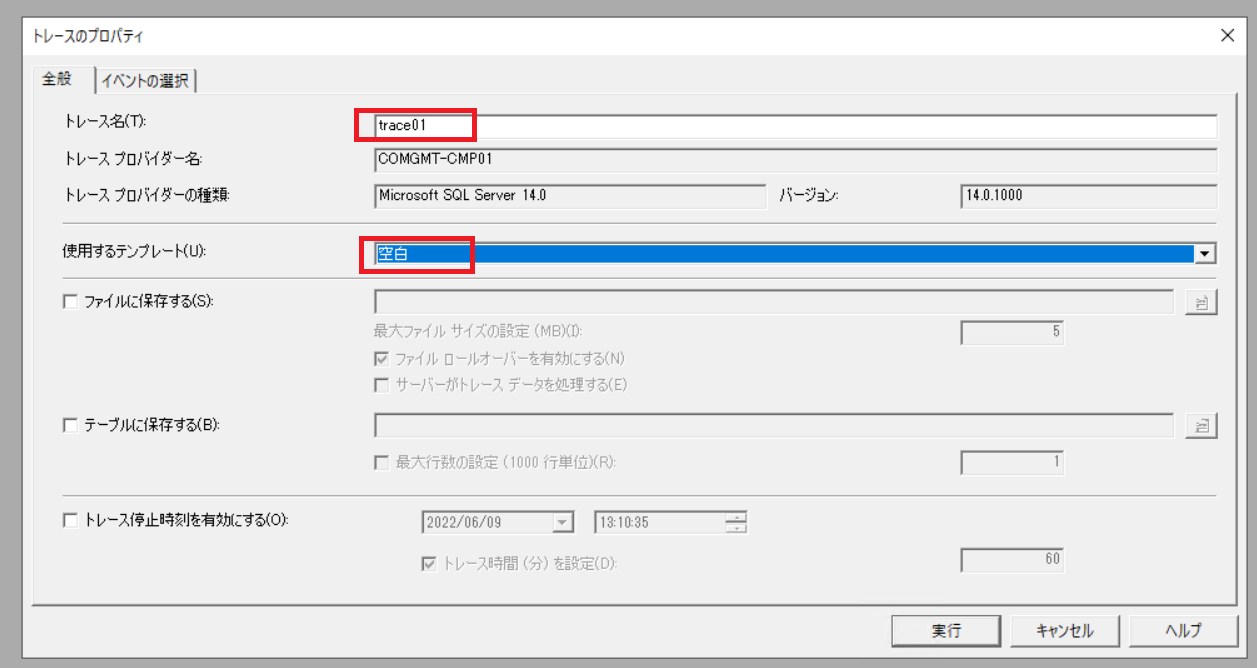 トレースのプロパティ
全般 イベントの選択
トレース名(T): trace01
トレース プロバイダー名: COMGMT-CMP01
トレース プロバイダーの種類: Microsoft SQL Server 14.0 バージョン: 14.0.1000
使用するテンプレート(U): 空白
ファイルに保存する(S):
最大ファイル サイズの設定 (MB)(I): 5
ファイル ロールオーバーを有効にする(N)
サーバーがトレース データを処理する(E)
テーブルに保存する(B):
最大行数の設定 (1000 行単位)(R): 1
トレース停止時刻を有効にする(O): 2022/06/09 13:10:35
トレース時間 (分) を設定(D): 60
実行 キャンセル ヘルプ